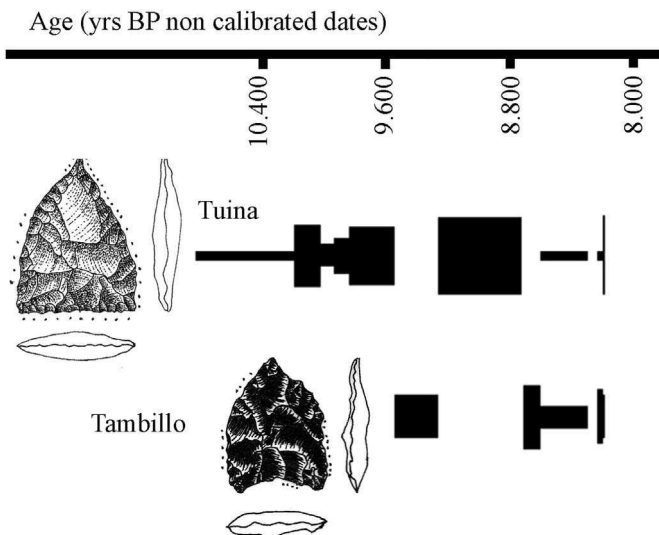 Age (yrs BP non calibrated dates)
10.400
9.600
8.800
8.000
Tuina
Tambillo